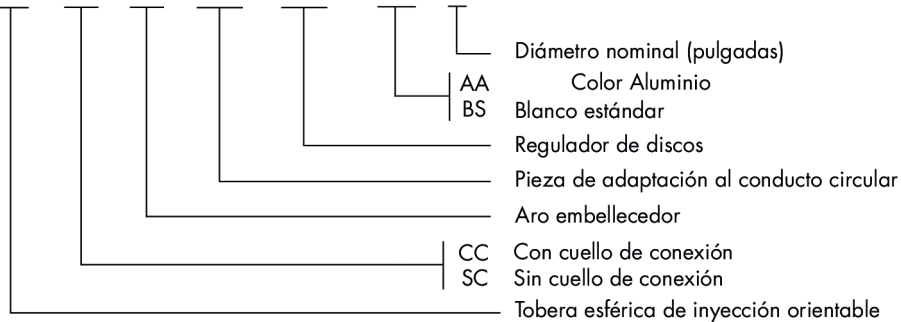 Diámetro nominal (pulgadas)
AA Color Aluminio
BS Blanco estándar
Regulador de discos
Pieza de adaptación al conducto circular
Aro embellecedor
CC Con cuello de conexión
SC Sin cuello de conexión
Tobera esférica de inyección orientable